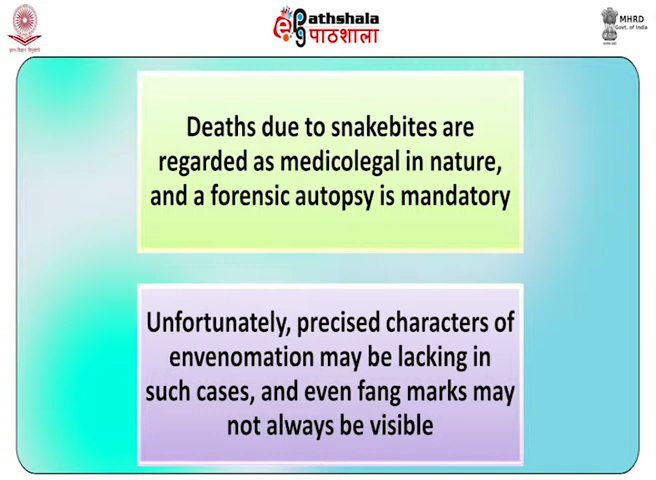 epathshala
पाठशाला
MHRD
Govt. of India
Deaths due to snakebites are
regarded as medicolegal in nature,
and a forensic autopsy is mandatory
Unfortunately, precised characters of
envenomation may be lacking in
such cases, and even fang marks may
not always be visible